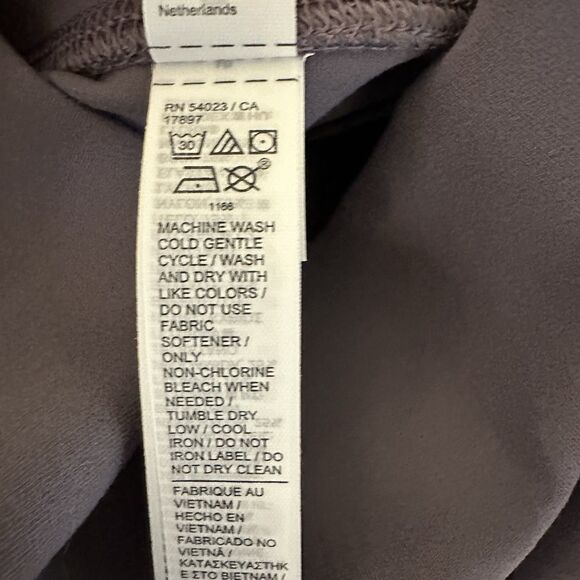 Netherlands
RN 54023 / CA
17897
30
®
1166
MACHINE WASH
COLD GENTLE
CYCLE / WASH
AND DRY WITH
LIKE COLORS /
DO NOT USE
FABRIC
SOFTENER /
ONLY
NON-CHLORINE
BLEACH WHEN
NEEDED /
TUMBLE DRY
LOW / COOL
IRON / DO NOT
IRON LABEL / DO
NOT DRY CLEAN
FABRIQUE AU
VIETNAM /
HECHO EN
VIETNAM /
FABRICADO NO
VIETNÃ /
ΚΑΤΑΣΚΕΥΑΣΤΗΚ
Ε ΣΤΟ ΒΙΕΤΝΑΜ /